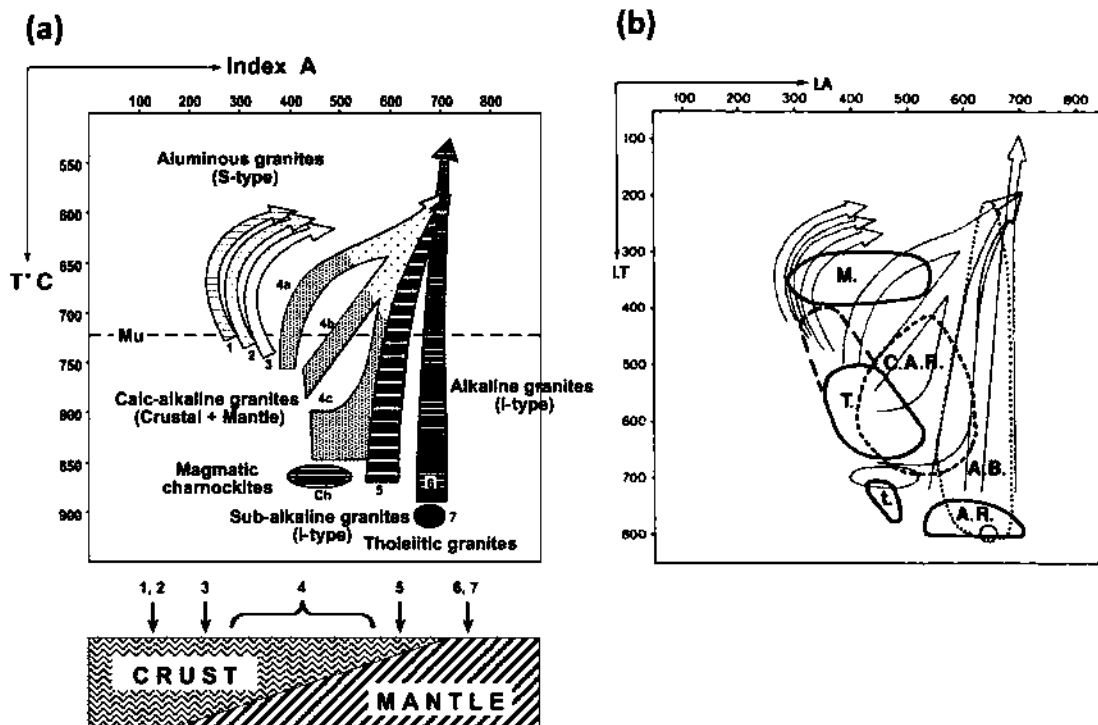 (a)
Index A
100 200 300 400 500 600 700 800
T°C
550
600
650
700
750
800
850
900
Aluminous granites
(S-type)
4a
4b
4c
Mu
1 2 3
Calc-alkaline granites
(Crustal + Mantle)
Alkaline granites
(I-type)
Magmatic
charnockites
Ch
5
6
7
Sub-alkaline granites
(I-type)
Tholeiitic granites
1, 2 3 4 5 6, 7
CRUST
MANTLE
(b)
I.A
100 200 300 400 500 600 700 800
I.T
100
200
300
400
500
600
700
800
M.
C.A.R.
T.
A.B.
t.
A.R.